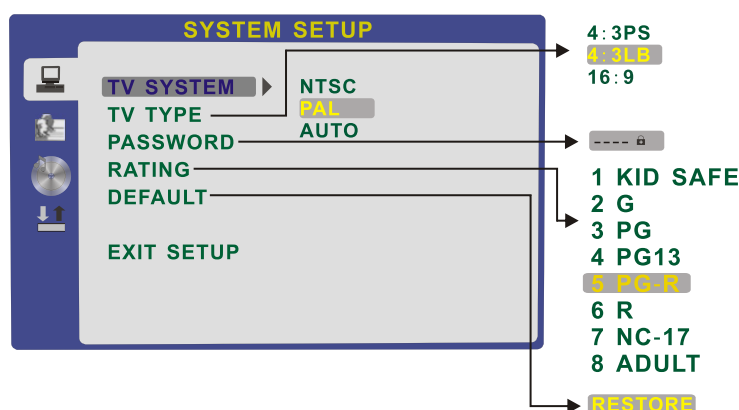 SYSTEM SETUP
TV SYSTEM
TV TYPE
PASSWORD
RATING
DEFAULT
EXIT SETUP
NTSC
PAL
AUTO
4:3PS
4:3LB
16:9
----
1 KID SAFE
2 G
3 PG
4 PG13
5 PG-R
6 R
7 NC-17
8 ADULT
RESTORE